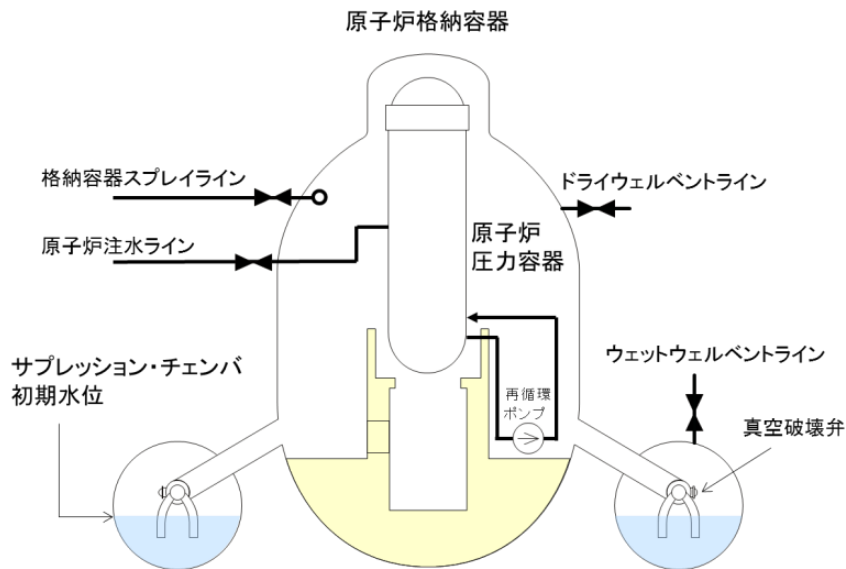 原子炉格納容器
格納容器スプレイライン
ドライウェルベントライン
原子炉注水ライン
原子炉
圧力容器
サプレッション・チェンバ
初期水位
ウェットウェルベントライン
再循環
ポンプ
真空破壊弁